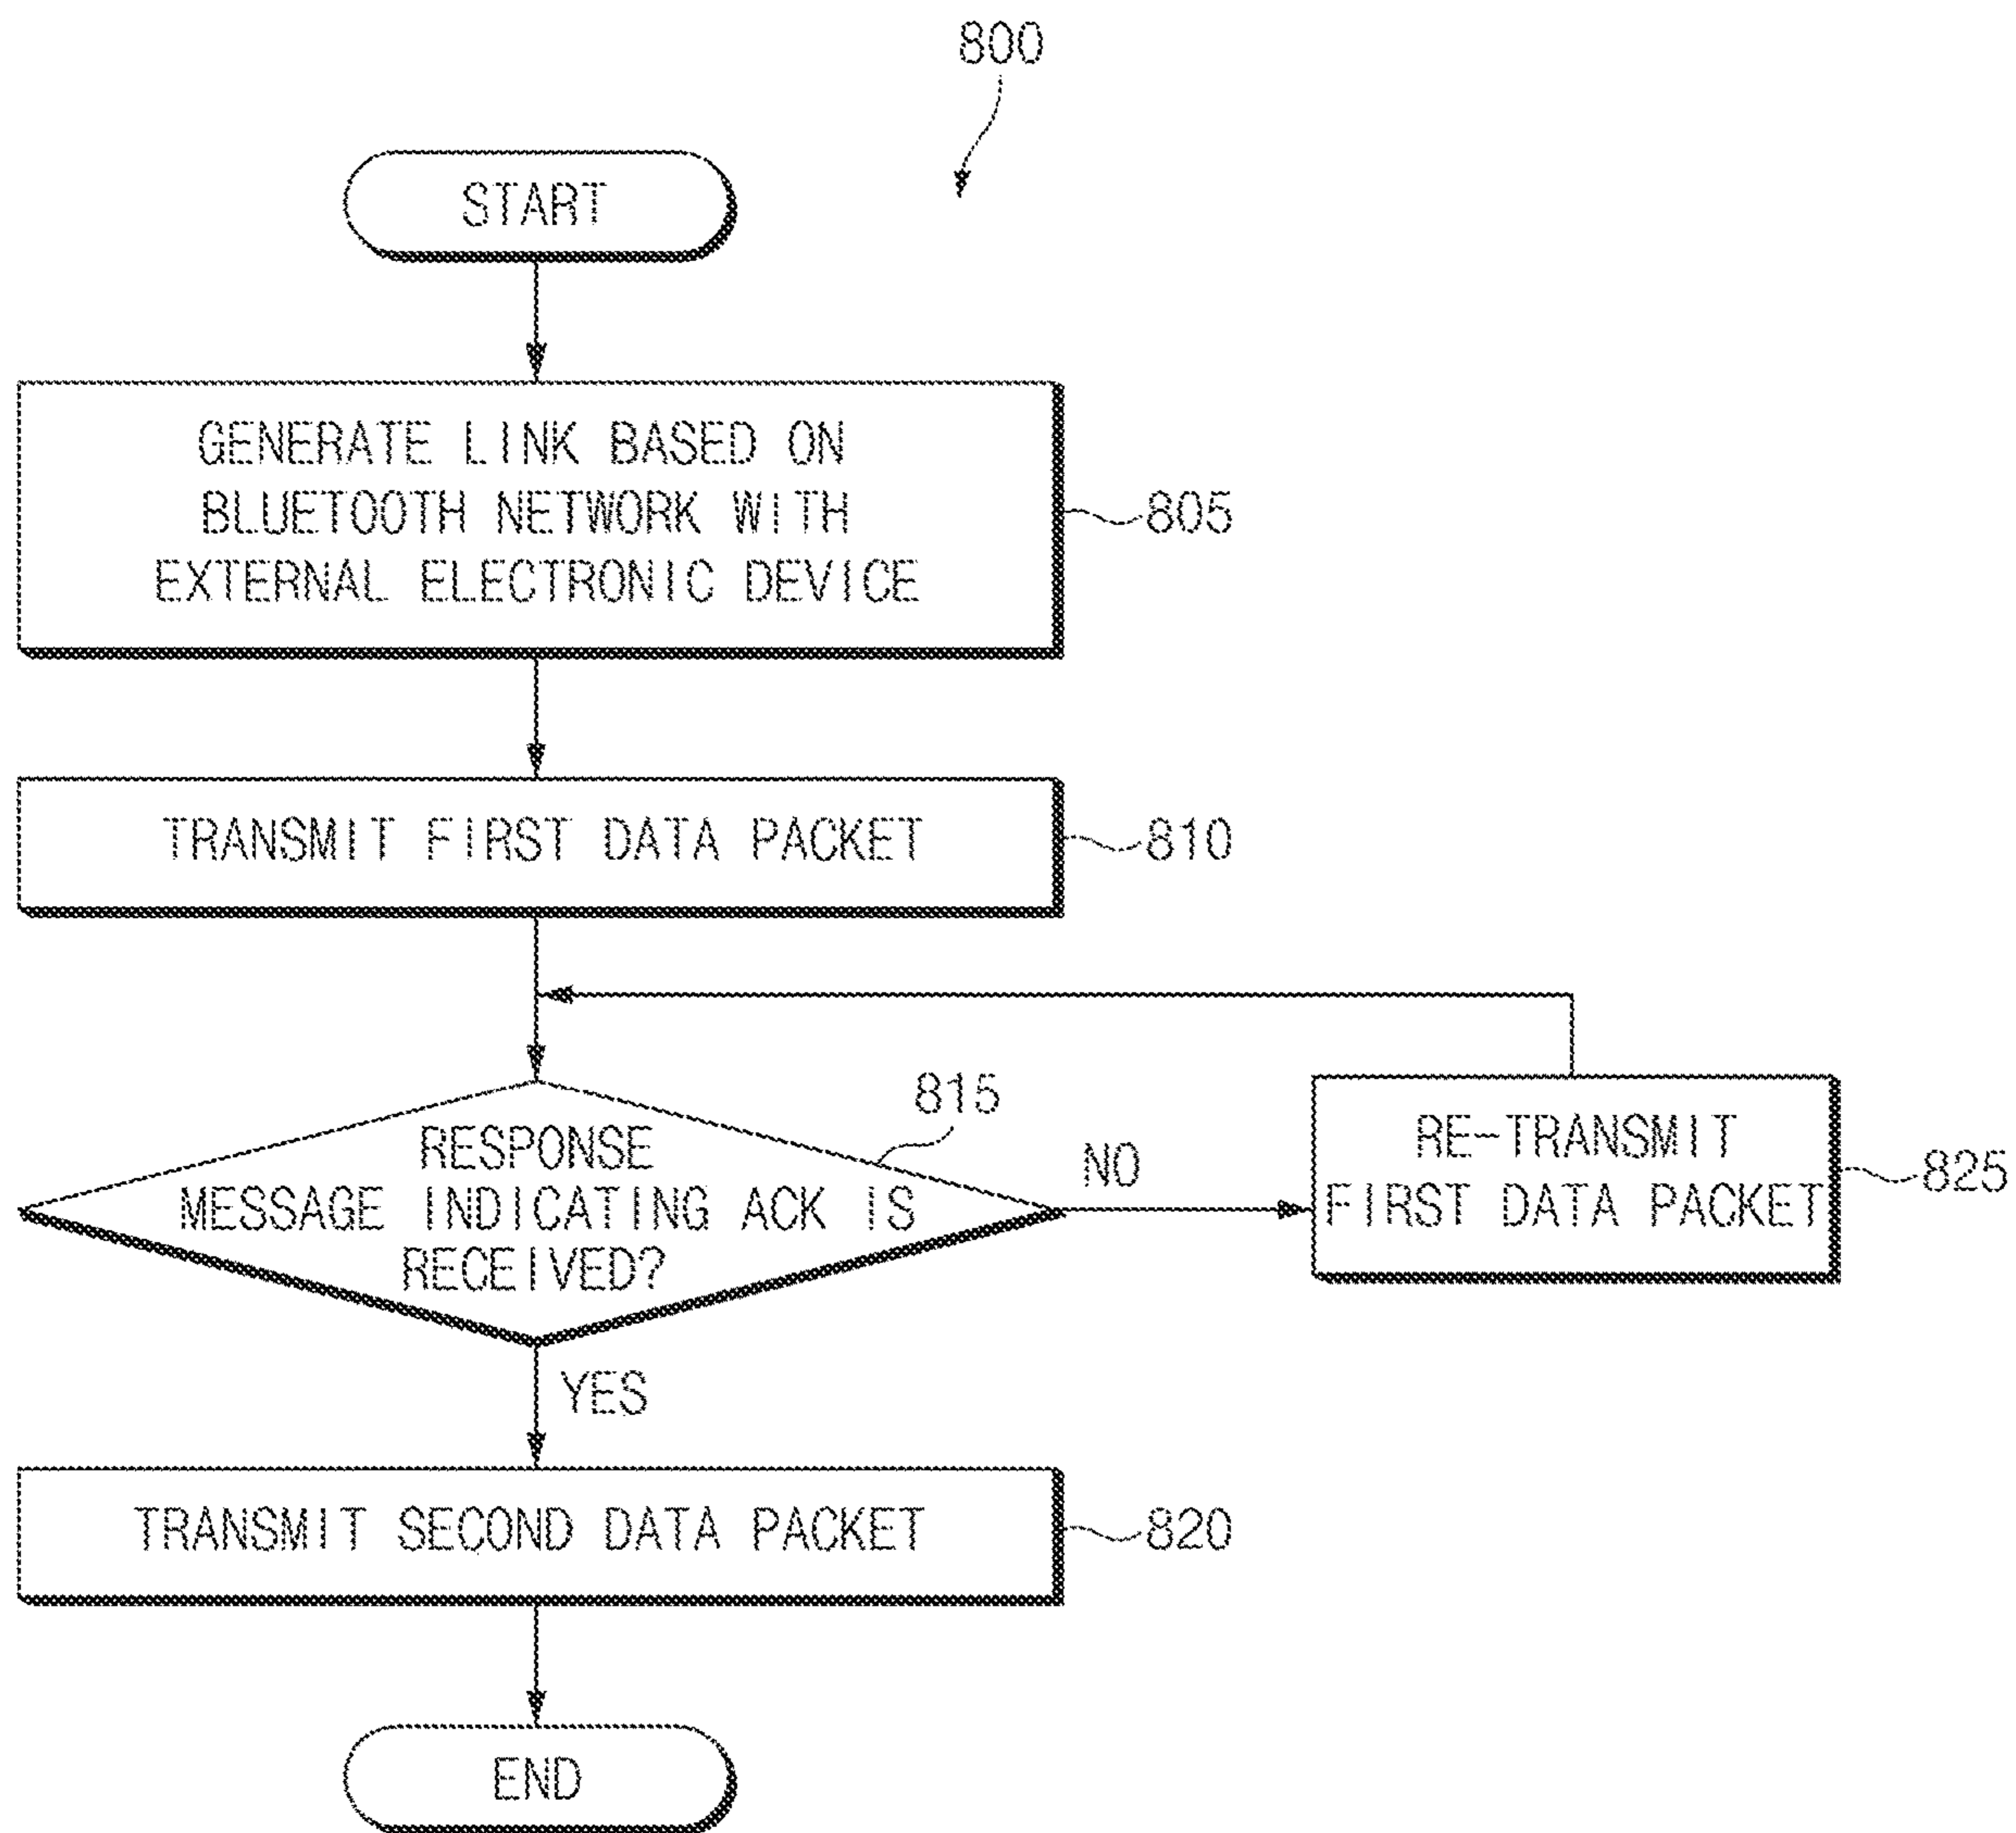 800
START
GENERATE LINK BASED ON
BLUETOOTH NETWORK WITH
EXTERNAL ELECTRONIC DEVICE
805
TRANSMIT FIRST DATA PACKET
810
815
RESPONSE
MESSAGE INDICATING ACK IS
RECEIVED?
NO
RE-TRANSMIT
FIRST DATA PACKET
825
YES
TRANSMIT SECOND DATA PACKET
820
END